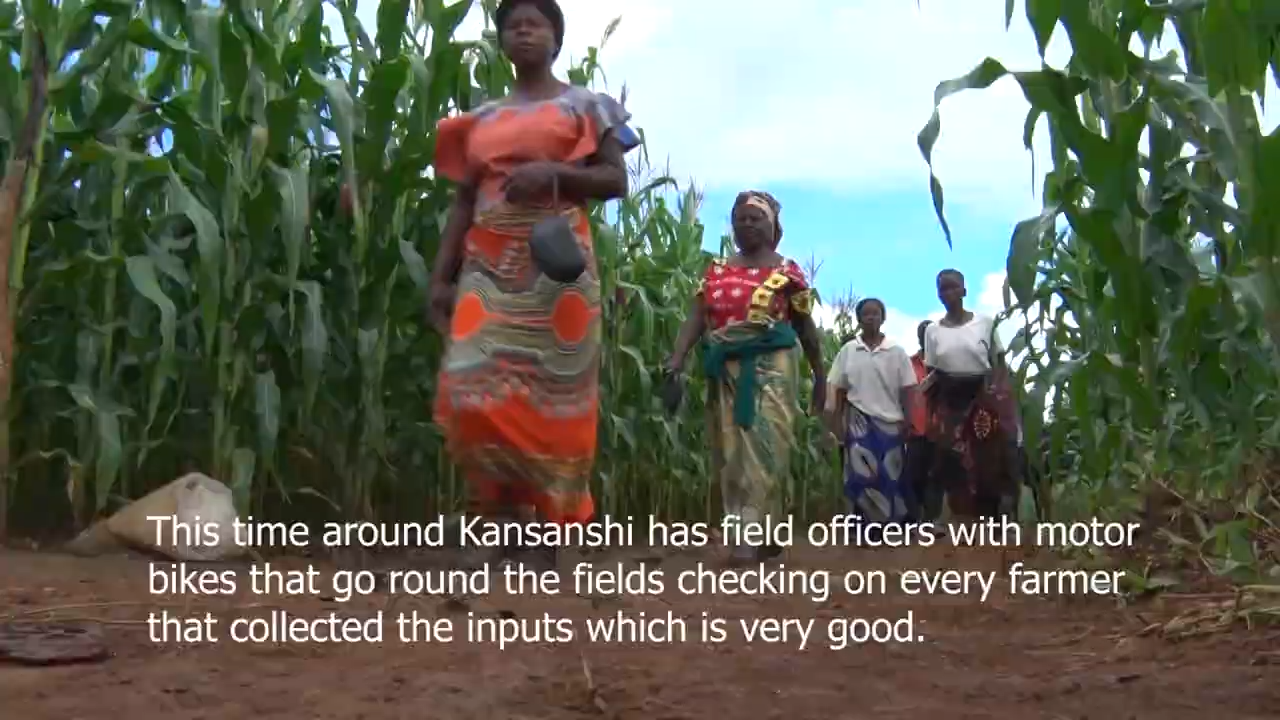 This time around Kansanshi has field officers with motor
bikes that go round the fields checking on every farmer
that collected the inputs which is very good.